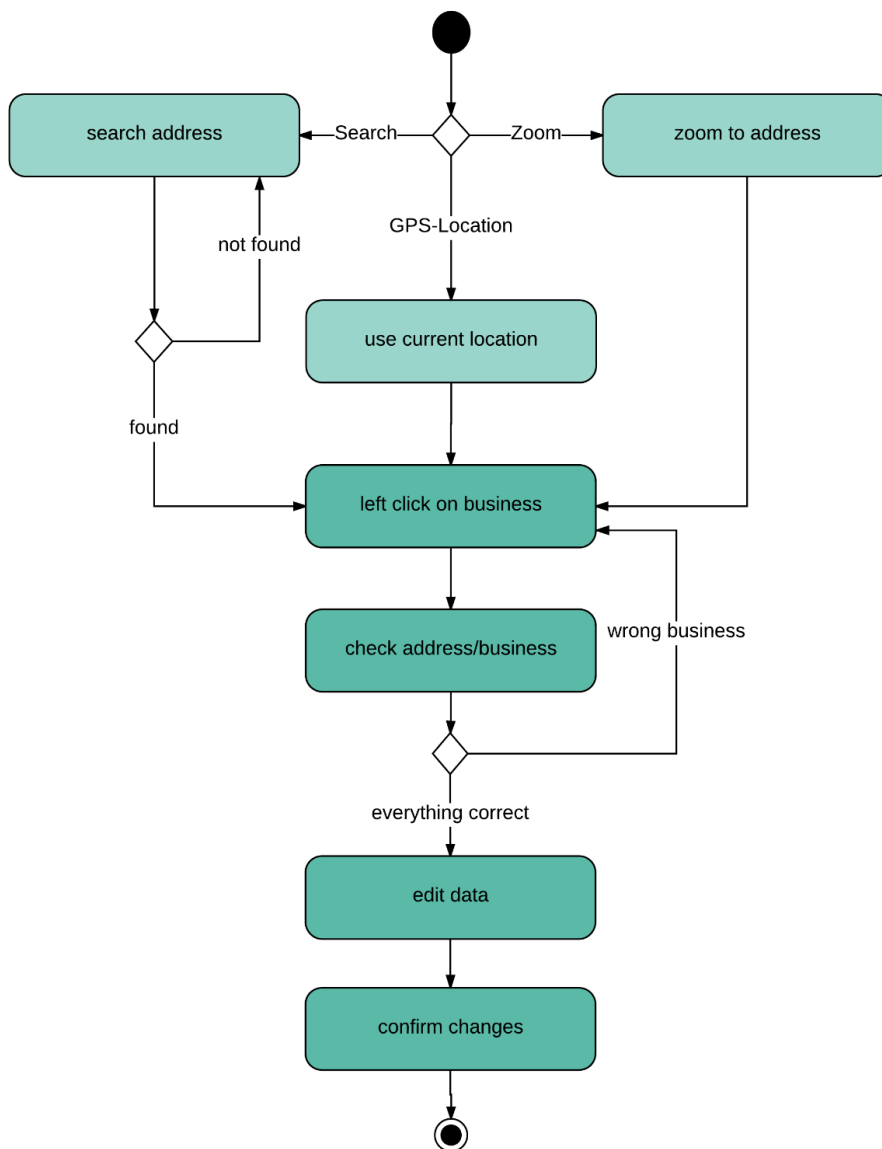 search address
Search
Zoom
zoom to address
GPS-Location
not found
use current location
found
left click on business
check address/business
wrong business
everything correct
edit data
confirm changes